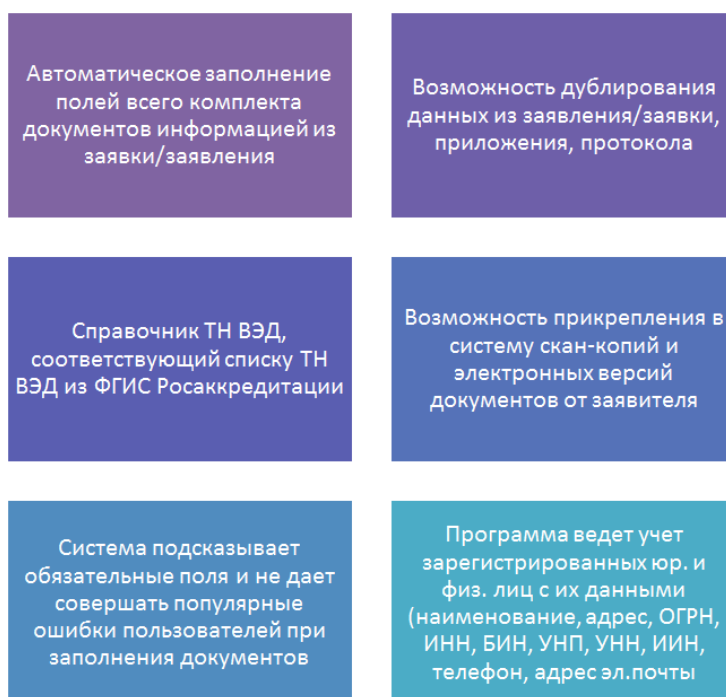 Автоматическое заполнение
полей всего комплекта
документов информацией из
заявки/заявления
Возможность дублирования
данных из заявления/заявки,
приложения, протокола
Справочник ТН ВЭД,
соответствующий списку ТН
ВЭД из ФГИС Росаккредитации
Возможность прикрепления в
систему скан-копий и
электронных версий
документов от заявителя
Система подсказывает
обязательные поля и не дает
совершать популярные
ошибки пользователей при
заполнения документов
Программа ведет учет
зарегистрированных юр. и
физ. лиц с их данными
(наименование, адрес, ОГРН,
ИНН, БИН, УНП, УНН, ИИН,
телефон, адрес эл.почты